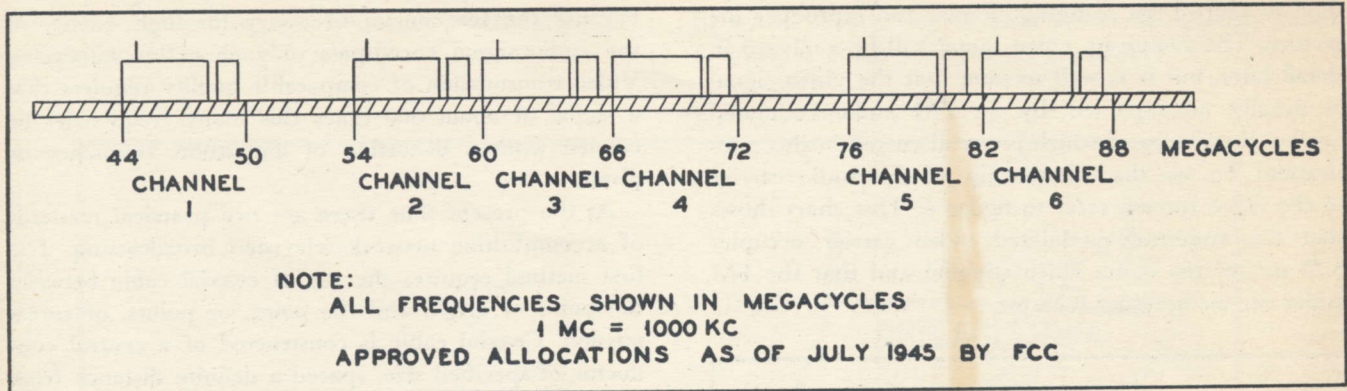 44 50 54 60 66 72 76 82 88 MEGACYCLES
CHANNEL CHANNEL CHANNEL CHANNEL CHANNEL CHANNEL
1 2 3 4 5 6
NOTE:
ALL FREQUENCIES SHOWN IN MEGACYCLES
1 MC = 1000 KC
APPROVED ALLOCATIONS AS OF JULY 1945 BY FCC